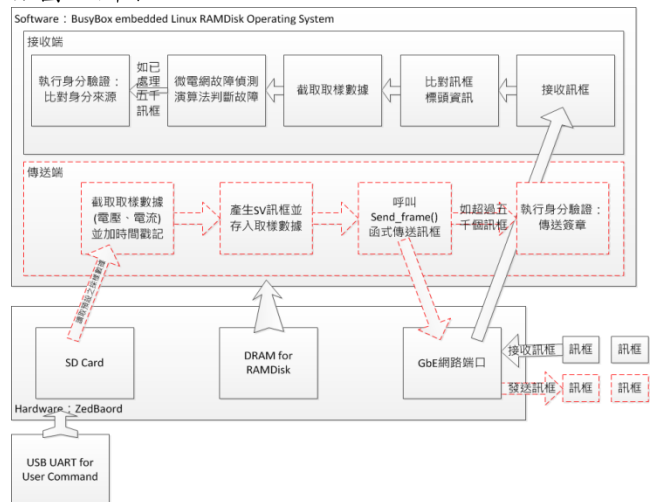 Software：BusyBox embedded Linux RAMDisk Operating System
接收端
執行身分驗證：
比對身分來源
如已
處理
五千
訊框
微電網故障偵測
演算法判斷故障
截取取樣數據
比對訊框
標頭資訊
接收訊框
傳送端
截取取樣數據
(電壓、電流)
並加時間戳記
產生SV訊框並
存入取樣數據
呼叫
Send_frame()
函式傳送訊框
如超過五
千個訊框
執行身分驗證：
傳送簽章
SD Card
DRAM for
RAMDisk
GbE網路端口
接收訊框
訊框
訊框
發送訊框
訊框
訊框
Hardware：ZedBaord
USB UART for
User Command